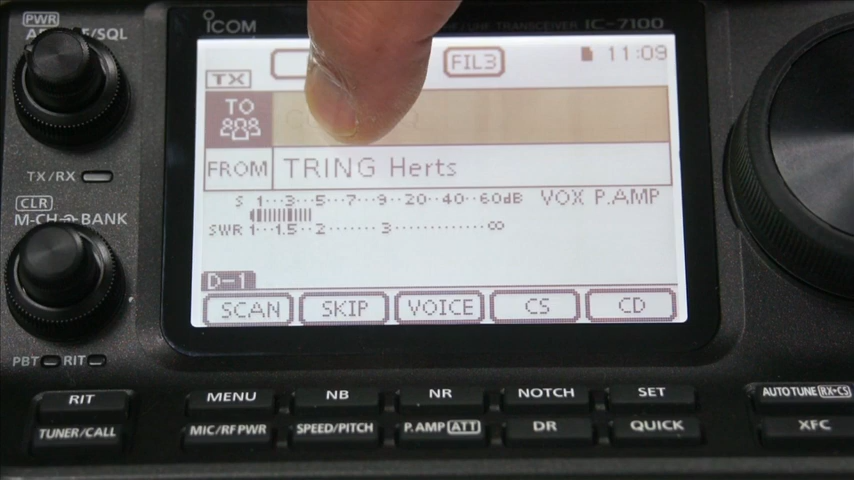 PWR
ICOM
TRANSCEIVER IC-7100
FIL3
11:09
TX
TO
FROM TRING Herts
TX/RX
S 1···3···5···7···9··20··40··60dB VOX P.AMP
SWR 1···1.5··2·······3············∞
CLR
M-CH BANK
D-1
SCAN SKIP VOICE CS CD
PBT RIT
RIT MENU NB NR NOTCH SET AUTO TUNE RX→CS
TUNER/CALL MIC/RF PWR SPEED/PITCH P.AMP ATT DR QUICK XFC